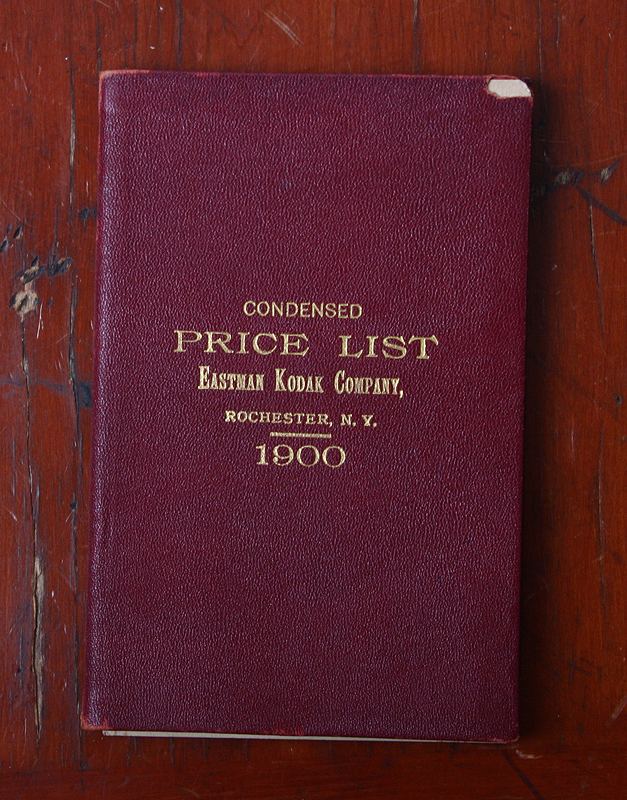 CONDENSED
PRICE LIST
EASTMAN KODAK COMPANY,
ROCHESTER, N. Y.
1900